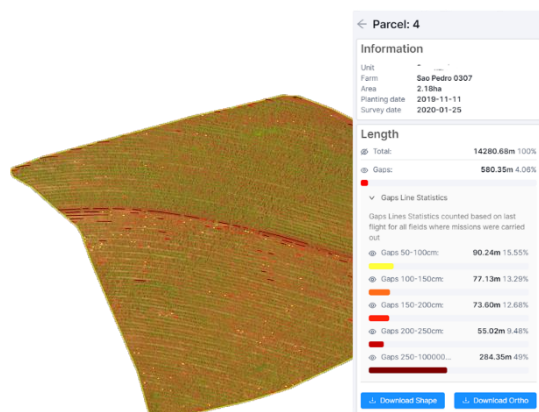 Parcel: 4
Information
Unit
Farm Sao Pedro 0307
Area 2.18ha
Planting date 2019-11-11
Survey date 2020-01-25
Length
Total: 14280.68m 100%
Gaps: 580.35m 4.06%
Gaps Line Statistics
Gaps Lines Statistics counted based on last
flight for all fields where missions were carried
out
Gaps 50-100cm: 90.24m 15.55%
Gaps 100-150cm: 77.13m 13.29%
Gaps 150-200cm: 73.60m 12.68%
Gaps 200-250cm: 55.02m 9.48%
Gaps 250-100000... 284.35m 49%
Download Shape Download Ortho